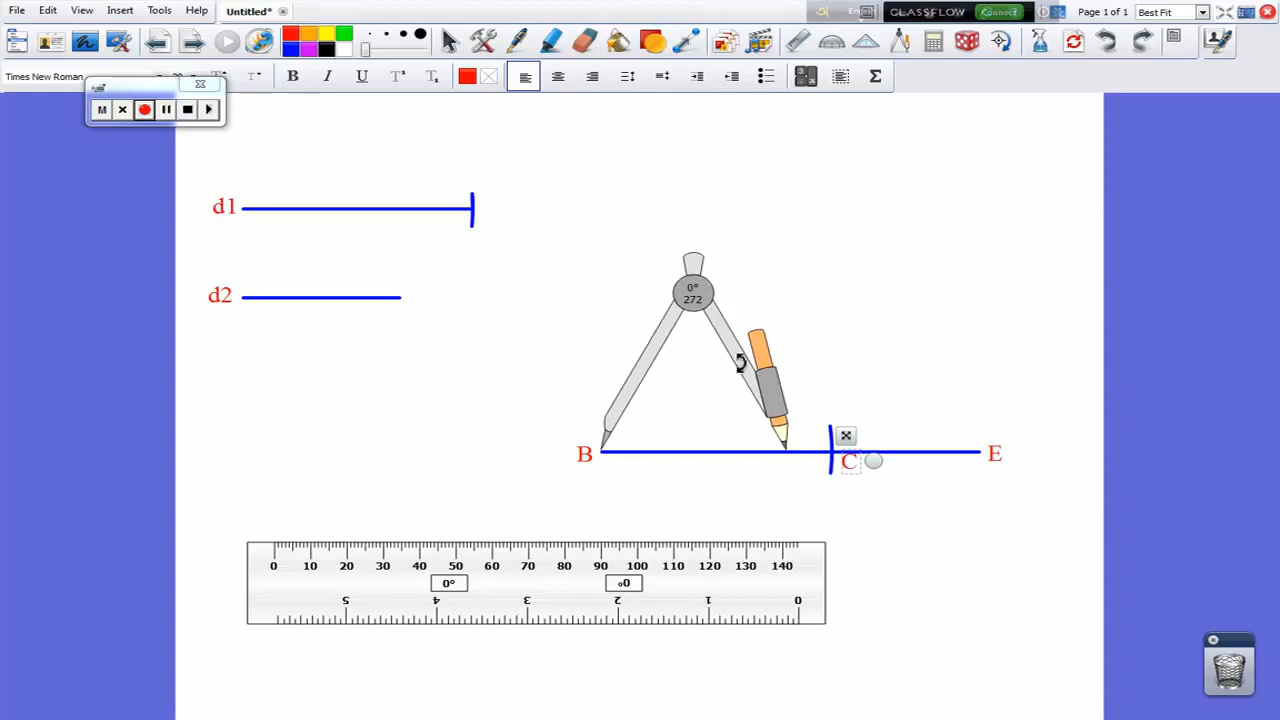 File Edit View Insert Tools Help Untitled* CLASSFLOW Connect Page 1 of 1 Best Fit
Times New Roman B I U T T Σ
M
d1
d2
0°
272
B C E
0 10 20 30 40 50 60 70 80 90 100 110 120 130 140
0° 0°
5 4 3 2 1 0